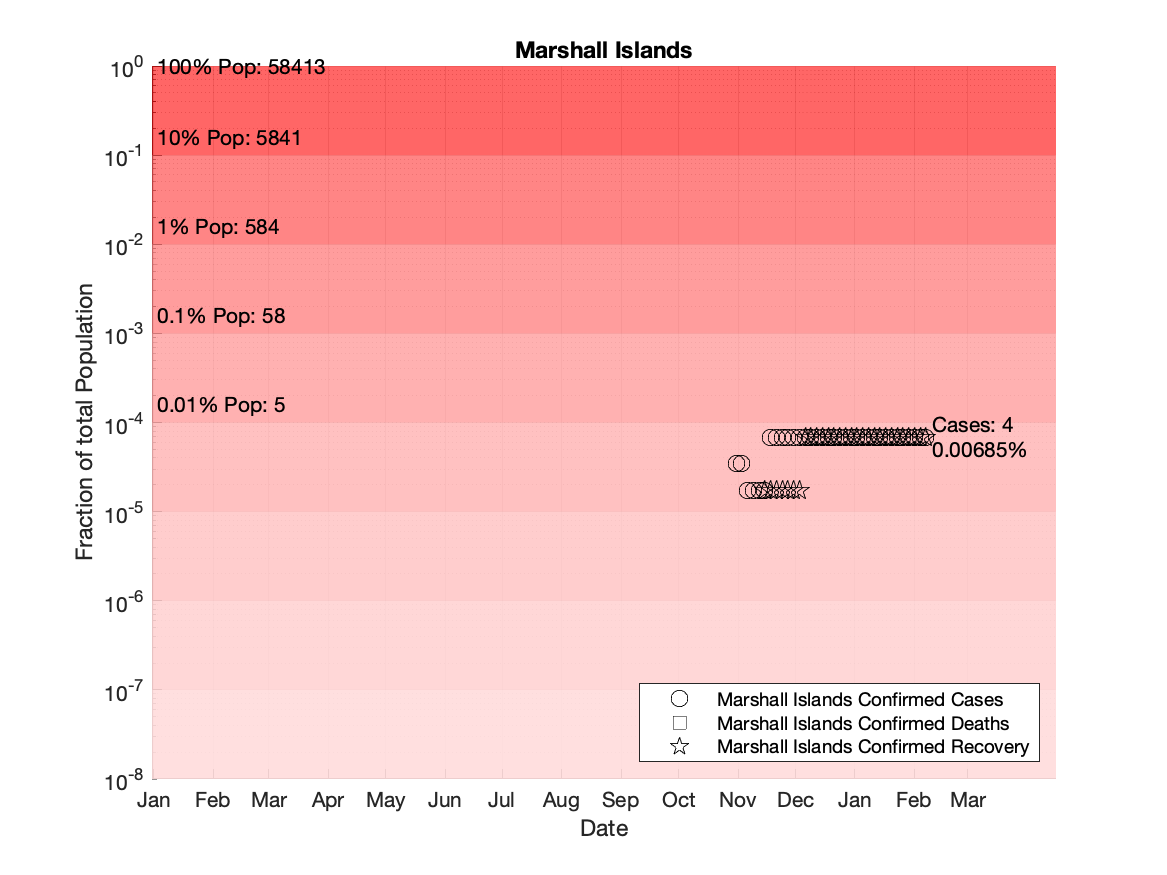 Marshall Islands
10^0
10^-1
10^-2
10^-3
10^-4
10^-5
10^-6
10^-7
10^-8
Fraction of total Population
100% Pop: 58413
10% Pop: 5841
1% Pop: 584
0.1% Pop: 58
0.01% Pop: 5
Cases: 4
0.00685%
Marshall Islands Confirmed Cases
Marshall Islands Confirmed Deaths
Marshall Islands Confirmed Recovery
Jan Feb Mar Apr May Jun Jul Aug Sep Oct Nov Dec Jan Feb Mar
Date